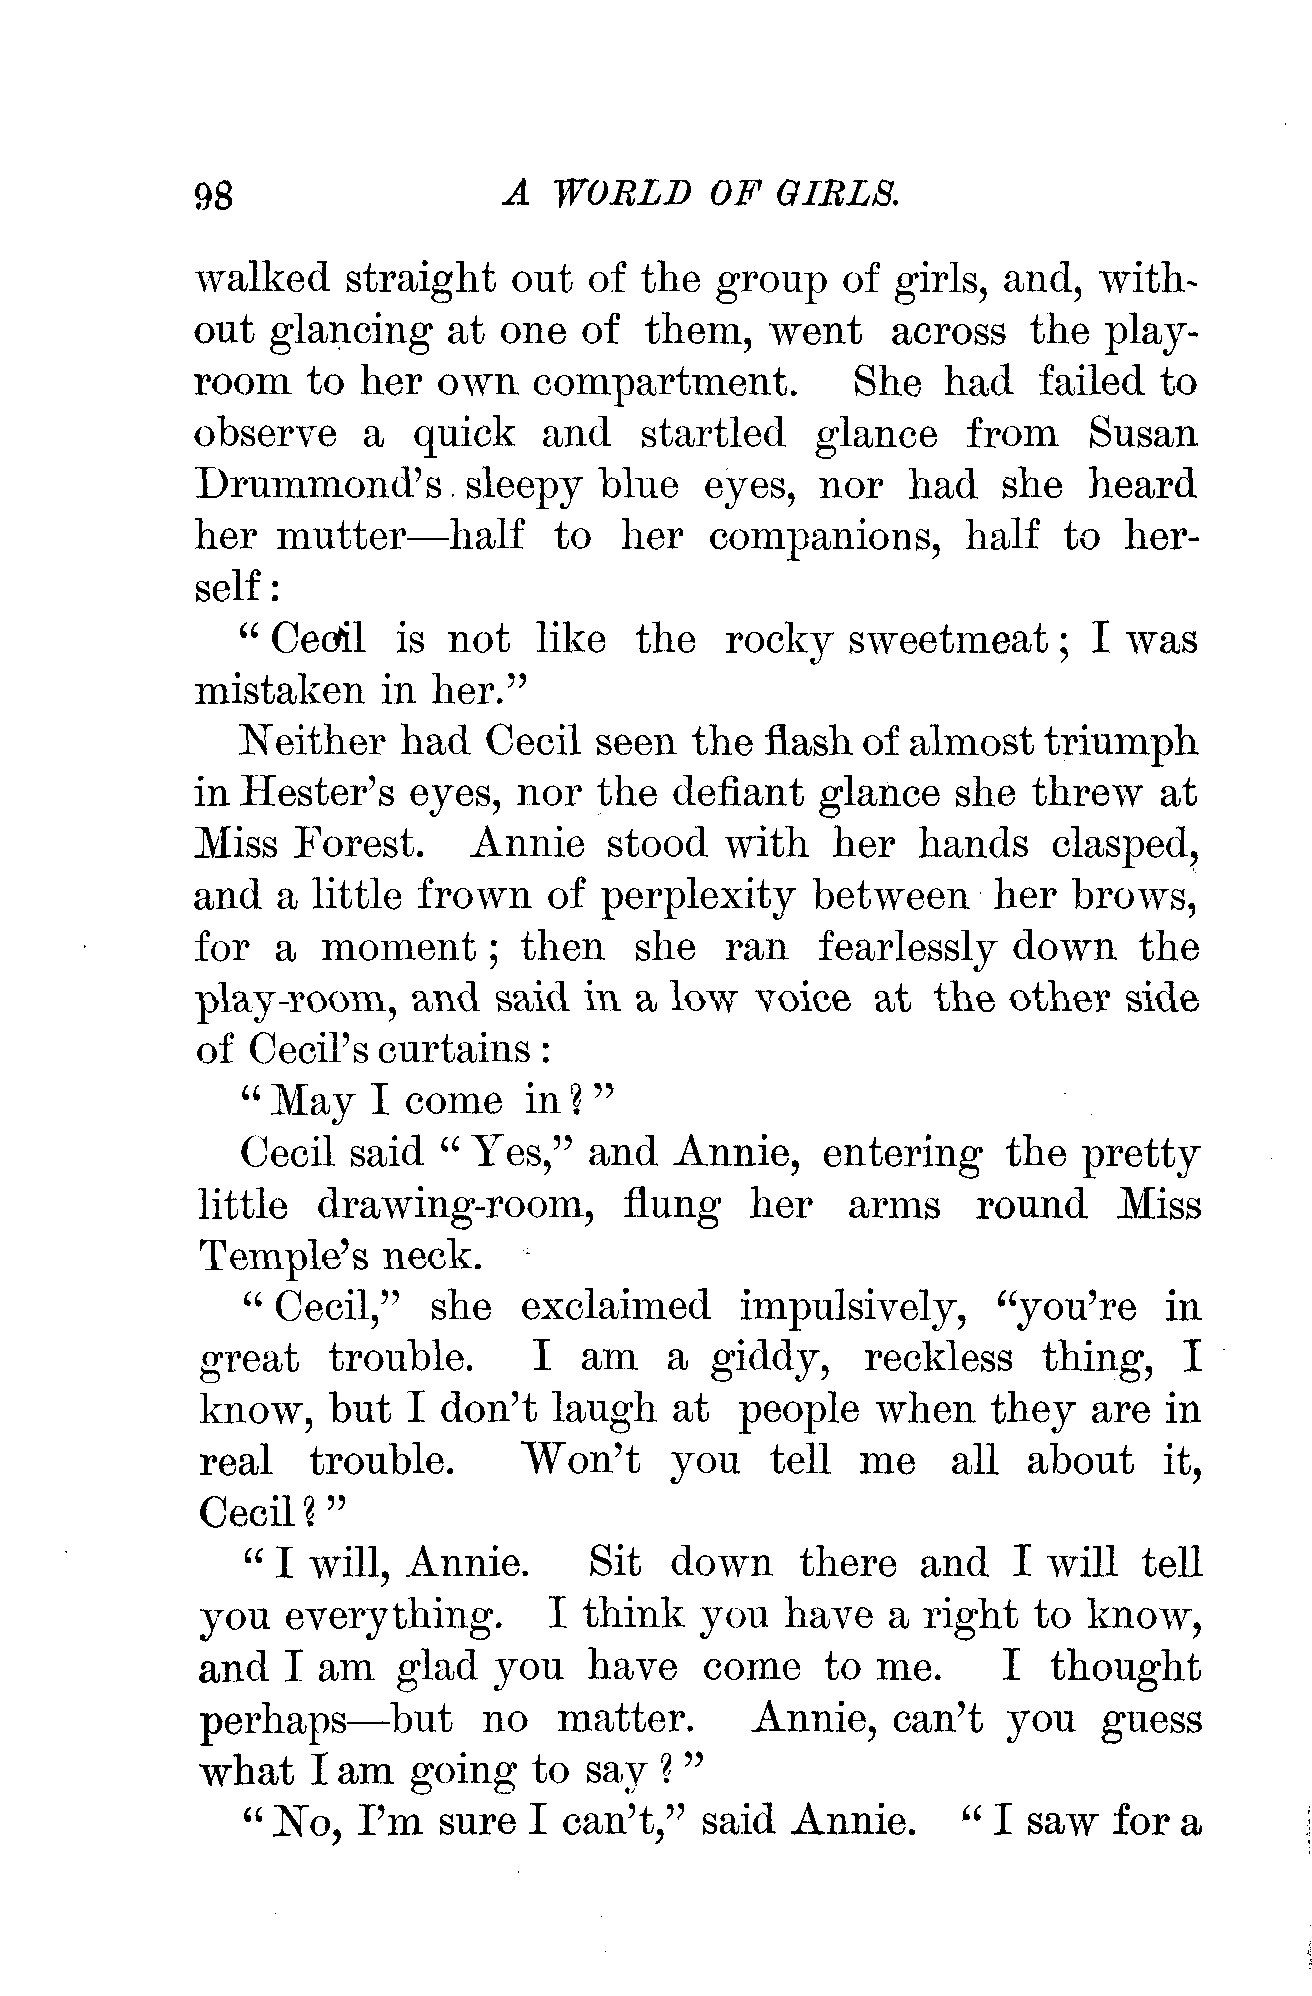 98 A WORLD OF GIRLS.
walked straight out of the group of girls, and, with-
out glancing at one of them, went across the play-
room to her own compartment. She had failed to
observe a quick and startled glance from Susan
Drummond's sleepy blue eyes, nor had she heard
her mutter—half to her companions, half to her-
self:
"Cecil is not like the rocky sweetmeat; I was
mistaken in her."
Neither had Cecil seen the flash of almost triumph
in Hester's eyes, nor the defiant glance she threw at
Miss Forest. Annie stood with her hands clasped,
and a little frown of perplexity between her brows,
for a moment; then she ran fearlessly down the
play-room, and said in a low voice at the other side
of Cecil's curtains:
"May I come in?"
Cecil said "Yes," and Annie, entering the pretty
little drawing-room, flung her arms round Miss
Temple's neck.
"Cecil," she exclaimed impulsively, "you're in
great trouble. I am a giddy, reckless thing, I
know, but I don't laugh at people when they are in
real trouble. Won't you tell me all about it,
Cecil?"
"I will, Annie. Sit down there and I will tell
you everything. I think you have a right to know,
and I am glad you have come to me. I thought
perhaps—but no matter. Annie, can't you guess
what I am going to say?"
"No, I'm sure I can't," said Annie. "I saw for a